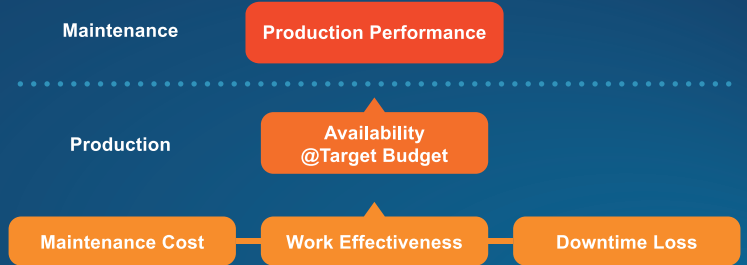 Maintenance
Production Performance
Production
Availability
@Target Budget
Maintenance Cost
Work Effectiveness
Downtime Loss